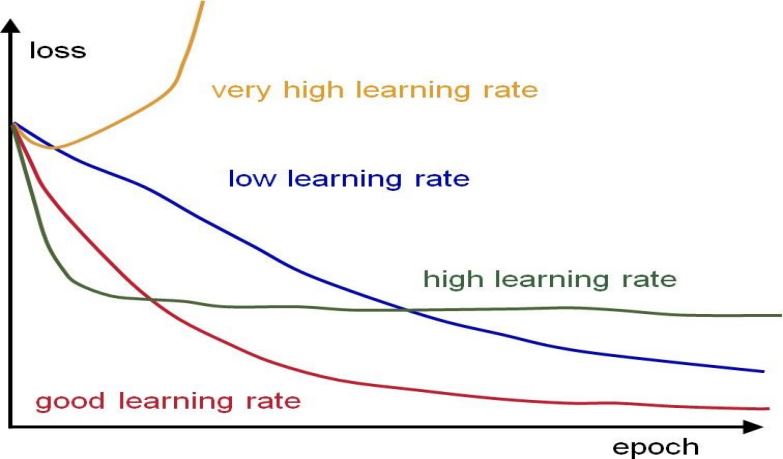 loss
very high learning rate
low learning rate
high learning rate
good learning rate
epoch